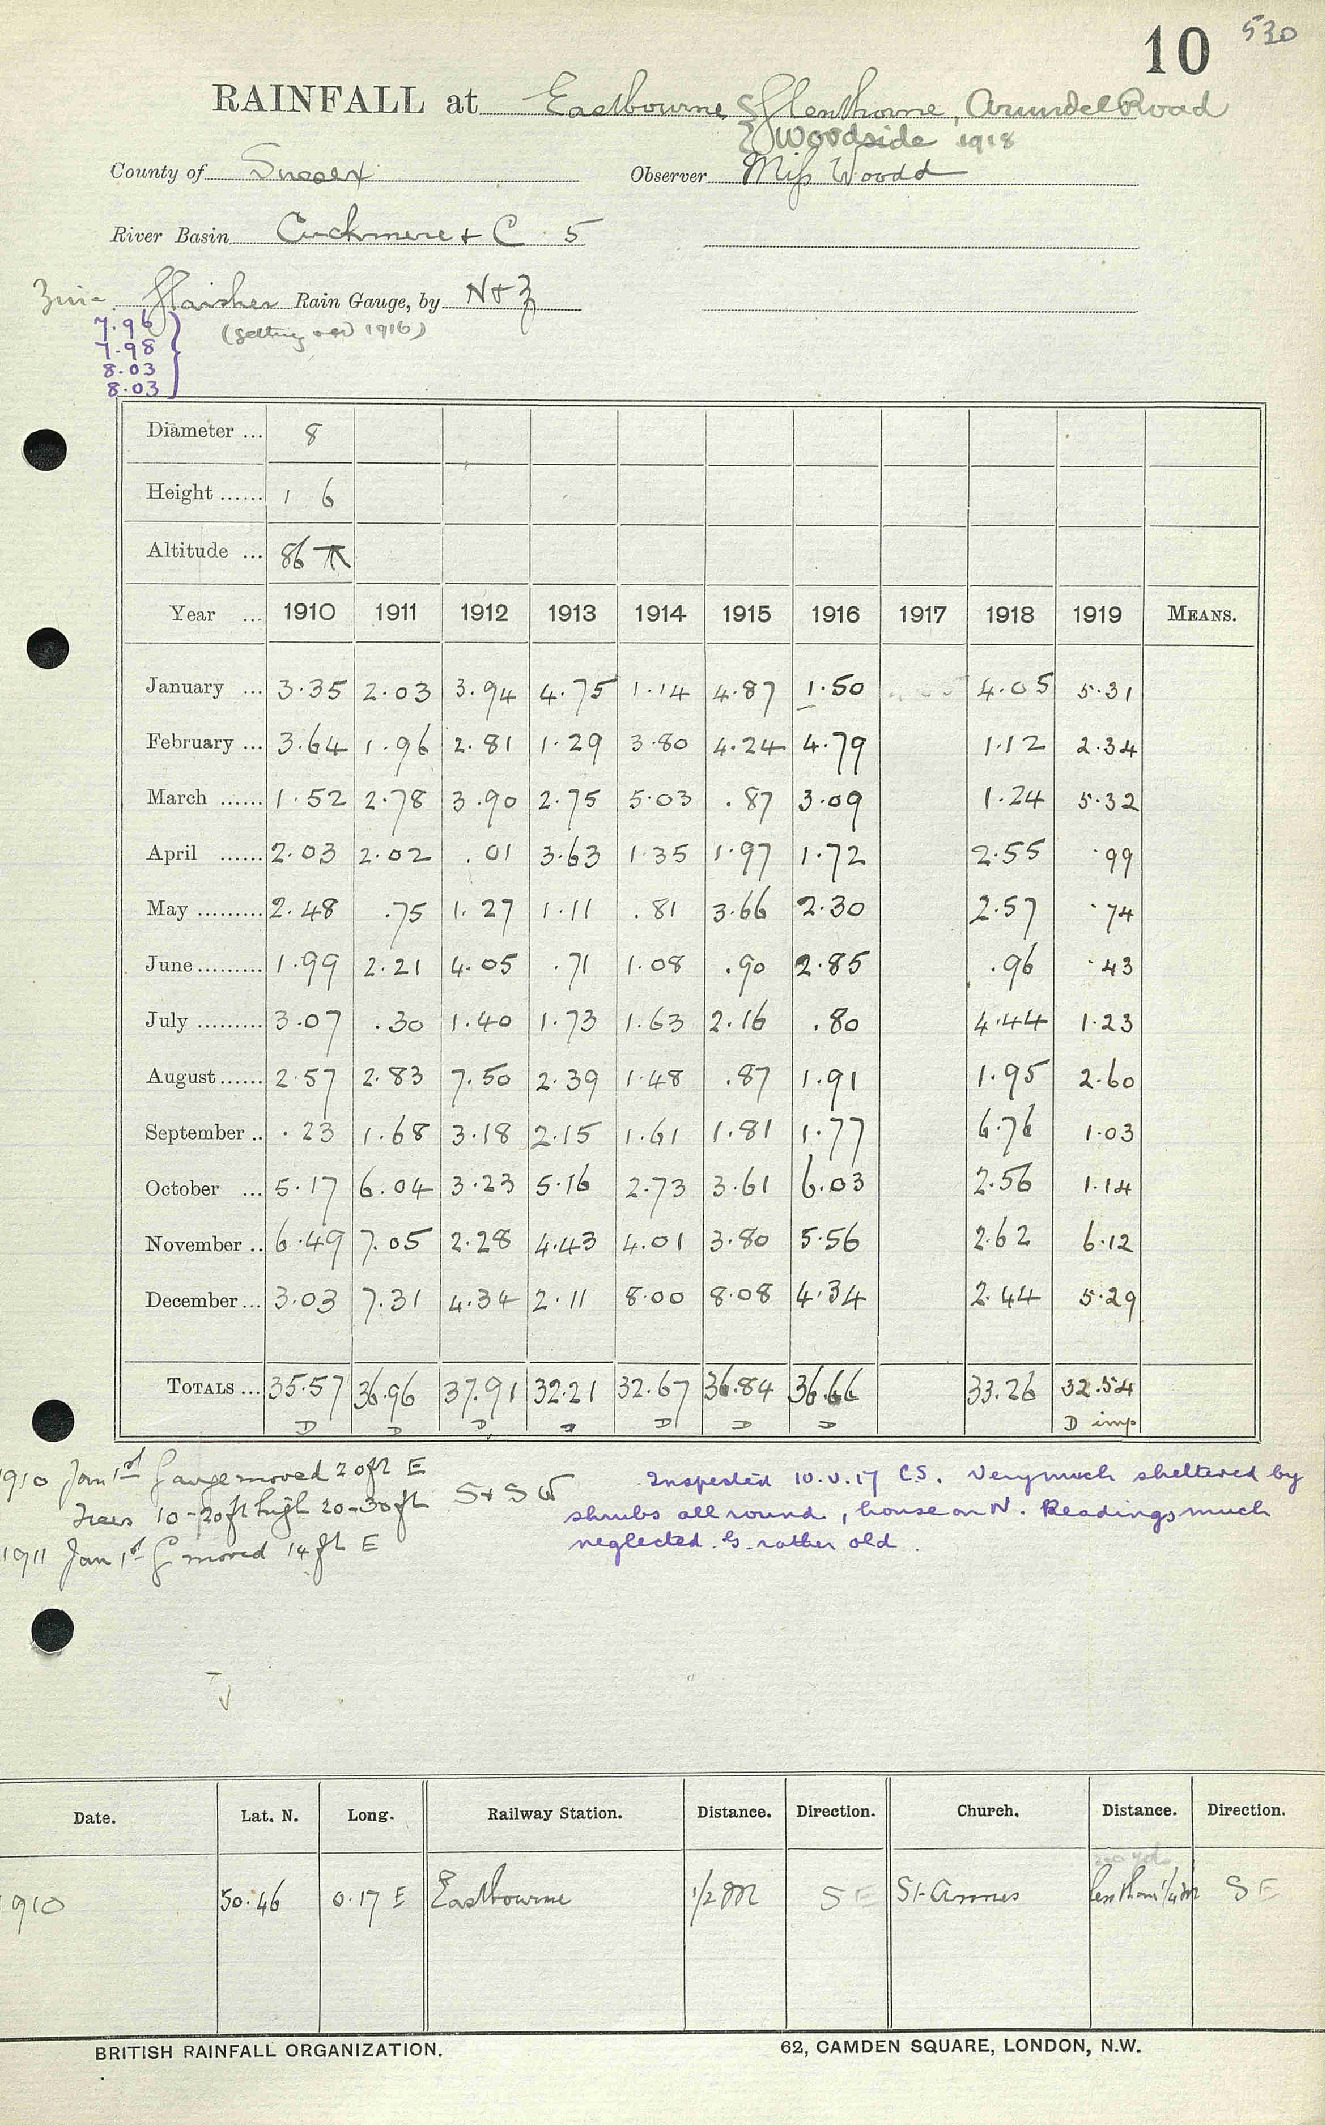 10 530
RAINFALL at Eastbourne { Glenthorne, Arundel Road
{ Woodside 1918
County of Sussex Observer Miss Woodd
River Basin Cuckmere & C 5
Glaisher Rain Gauge, by N & Z
(getting old 1916)
7.96
7.98
8.03
8.03
Diameter ... 8
Height ...... 1 6
Altitude ... 86
Year ... 1910 1911 1912 1913 1914 1915 1916 1917 1918 1919 MEANS.
January ... 3.35 2.03 3.94 4.75 1.14 4.87 1.50 4.05 5.31
February ... 3.64 1.96 2.81 1.29 3.80 4.24 4.79 1.12 2.34
March ...... 1.52 2.78 3.90 2.75 5.03 .87 3.09 1.24 5.32
April ...... 2.03 2.02 .01 3.63 1.35 1.97 1.72 2.55 .99
May ......... 2.48 .75 1.27 1.11 .81 3.66 2.30 2.57 .74
June ......... 1.99 2.21 4.05 .71 1.08 .90 2.85 .96 .43
July ......... 3.07 .30 1.40 1.73 1.63 2.16 .80 4.44 1.23
August ...... 2.57 2.83 7.50 2.39 1.48 .87 1.91 1.95 2.60
September .. .23 1.68 3.18 2.15 1.61 1.81 1.77 6.76 1.03
October ... 5.17 6.04 3.23 5.16 2.73 3.61 6.03 2.56 1.14
November .. 6.49 7.05 2.28 4.43 4.01 3.80 5.56 2.62 6.12
December ... 3.03 7.31 4.34 2.11 8.00 8.08 4.34 2.44 5.29
TOTALS ... 35.57 36.96 37.91 32.21 32.67 36.84 36.66 33.26 32.54
D D D D D D D D imp
1910 Jan 1st Gauge moved 20ft E
Trees 10-20ft high 20-30ft S & SW
1911 Jan 1st G moved 14 ft E
Inspected 10.V.17 CS. Very much sheltered by
shrubs all round, house on N. Readings much
neglected. G. rather old.
Date. Lat. N. Long. Railway Station. Distance. Direction. Church. Distance. Direction.
1910 50.46 0.17 E Eastbourne 1/2 M SE St. Annes 1/4 M SE
BRITISH RAINFALL ORGANIZATION. 62, CAMDEN SQUARE, LONDON, N.W.